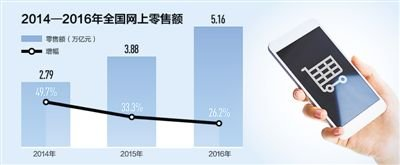 2014—2016年全国网上零售额
零售额（万亿元）
增幅
2.79
3.88
5.16
49.7%
33.3%
26.2%
2014年
2015年
2016年